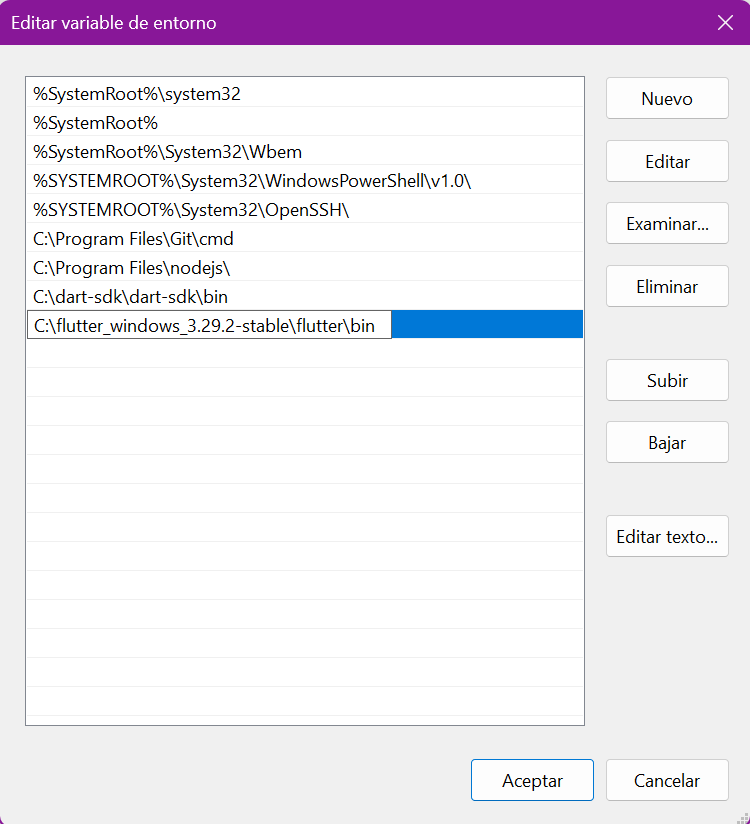 Editar variable de entorno
%SystemRoot%\system32
%SystemRoot%
%SystemRoot%\System32\Wbem
%SYSTEMROOT%\System32\WindowsPowerShell\v1.0\
%SYSTEMROOT%\System32\OpenSSH\
C:\Program Files\Git\cmd
C:\Program Files\nodejs\
C:\dart-sdk\dart-sdk\bin
C:\flutter_windows_3.29.2-stable\flutter\bin
Nuevo
Editar
Examinar...
Eliminar
Subir
Bajar
Editar texto...
Aceptar
Cancelar